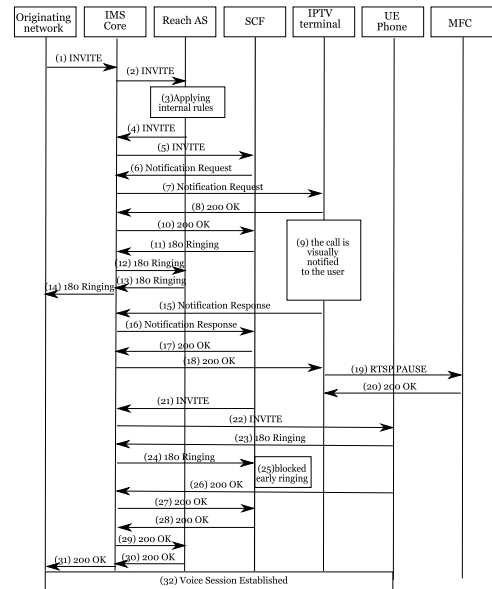 Originating
network
IMS
Core
Reach AS
SCF
IPTV
terminal
UE
Phone
MFC
(1) INVITE
(2) INVITE
(3)Applying
internal rules
(4) INVITE
(5) INVITE
(6) Notification Request
(7) Notification Request
(8) 200 OK
(9) the call is
visually
notified
to the user
(10) 200 OK
(11) 180 Ringing
(12) 180 Ringing
(13) 180 Ringing
(14) 180 Ringing
(15) Notification Response
(16) Notification Response
(17) 200 OK
(18) 200 OK
(19) RTSP PAUSE
(20) 200 OK
(21) INVITE
(22) INVITE
(23) 180 Ringing
(24) 180 Ringing
(25)blocked
early ringing
(26) 200 OK
(27) 200 OK
(28) 200 OK
(29) 200 OK
(30) 200 OK
(31) 200 OK
(32) Voice Session Established